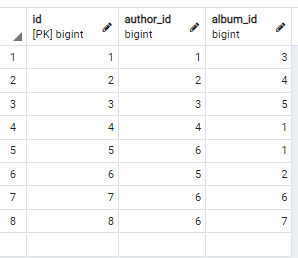 id author_id album_id
[PK] bigint bigint bigint
1 1 1 3
2 2 2 4
3 3 3 5
4 4 4 1
5 5 6 1
6 6 5 2
7 7 6 6
8 8 6 7